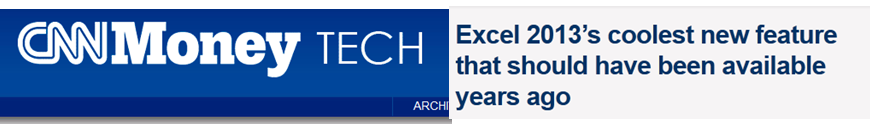 CNNMoney TECH
Excel 2013's coolest new feature
that should have been available
years ago